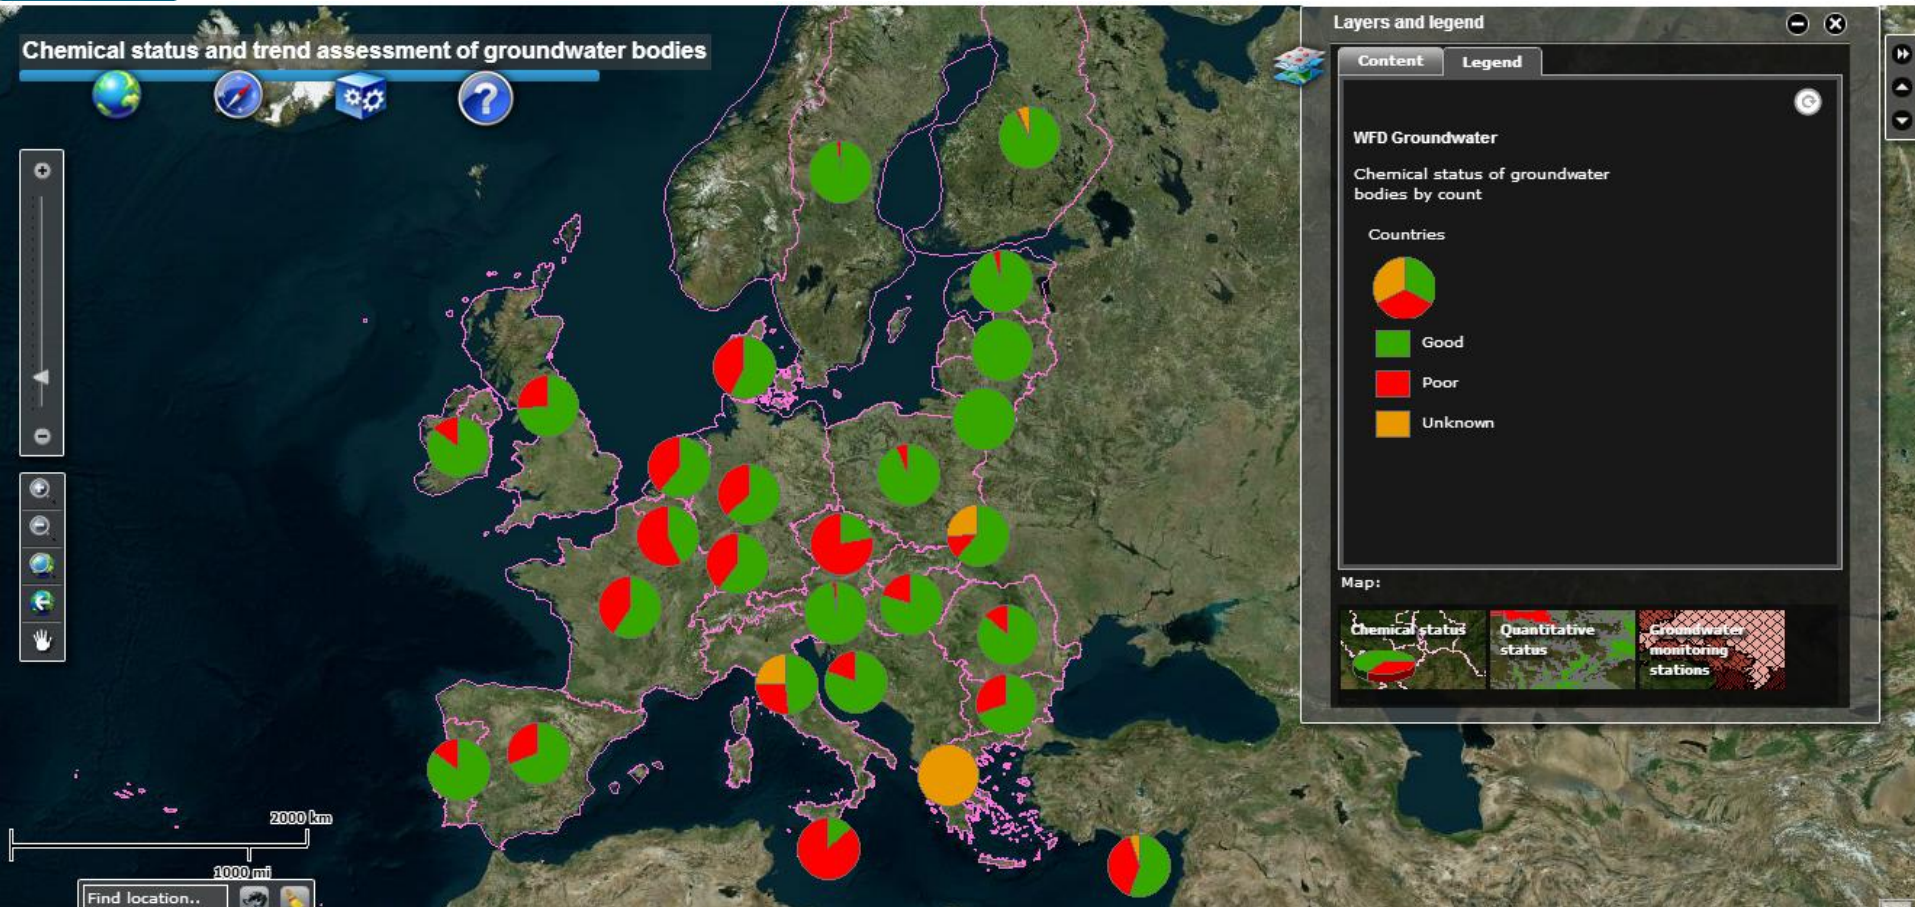 Chemical status and trend assessment of groundwater bodies
Layers and legend
Content
Legend
WFD Groundwater
Chemical status of groundwater
bodies by count
Countries
Good
Poor
Unknown
Map:
Chemical status
Quantitative
status
Groundwater
monitoring
stations
2000 km
1000 mi
Find location..